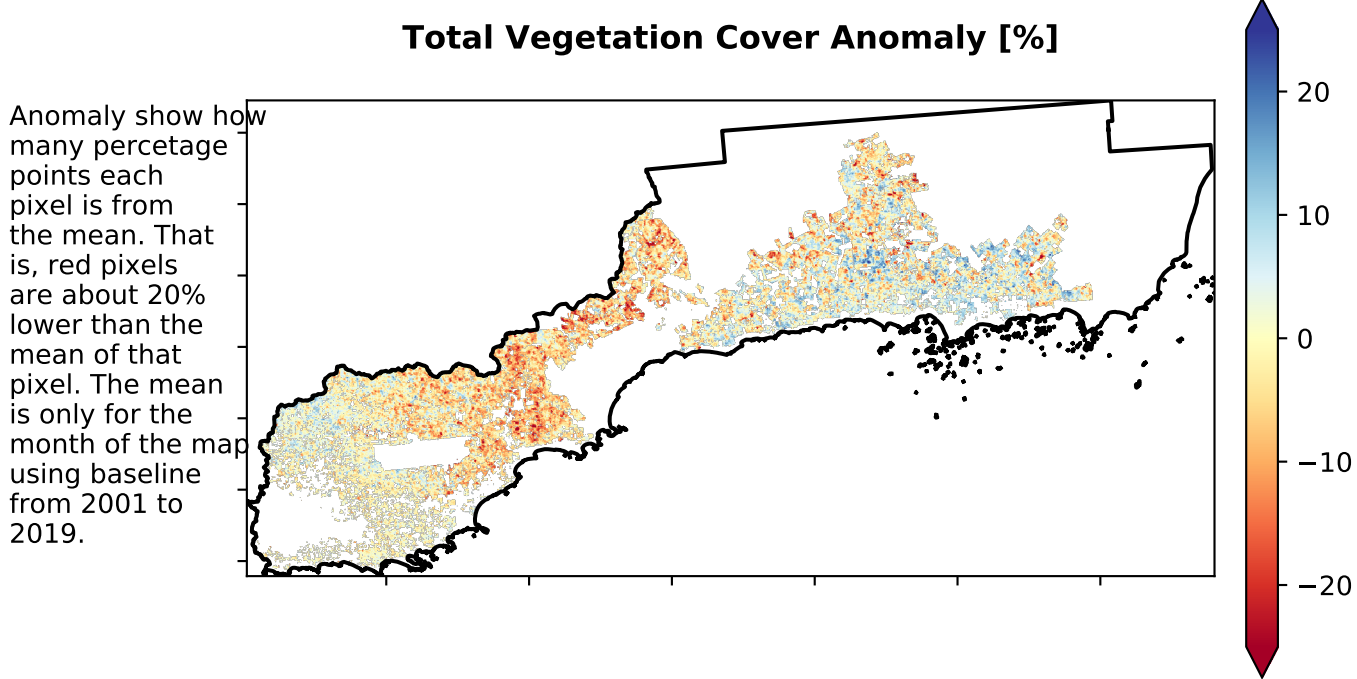 Total Vegetation Cover Anomaly [%]
Anomaly show how
many percetage
points each
pixel is from
the mean. That
is, red pixels
are about 20%
lower than the
mean of that
pixel. The mean
is only for the
month of the map
using baseline
from 2001 to
2019.
20
10
0
−10
−20